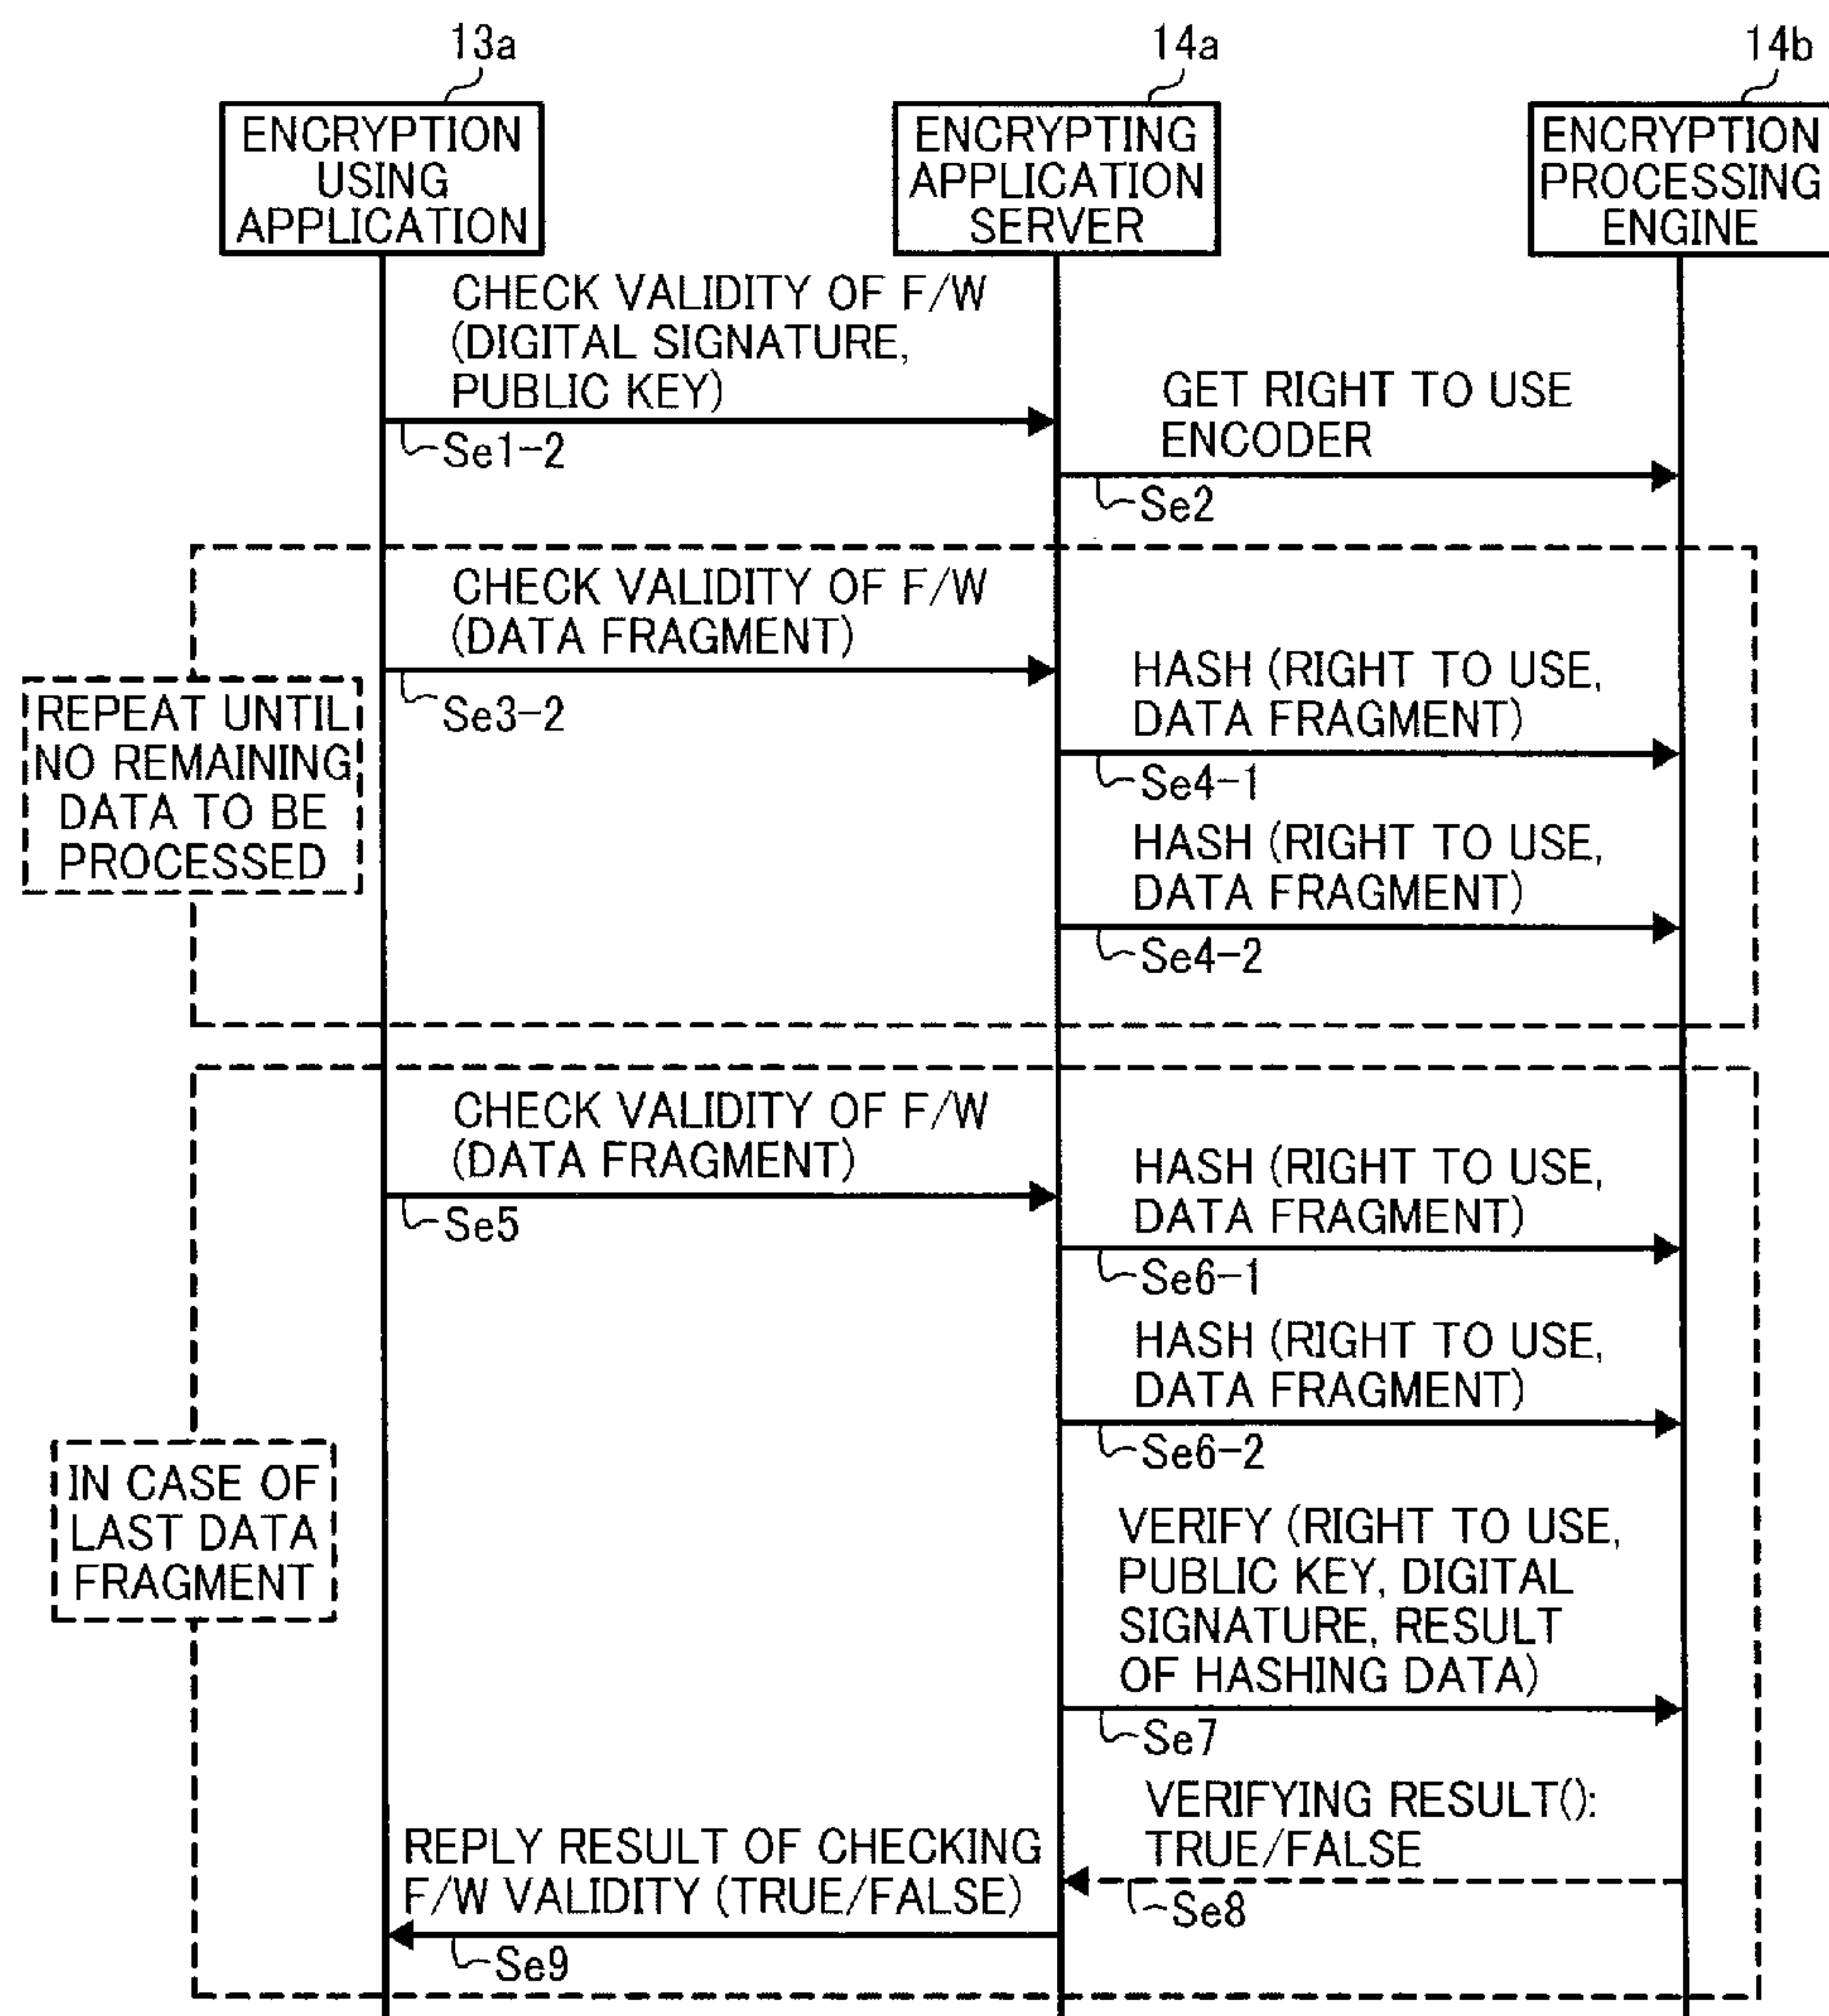 13a
14a
14b
ENCRYPTION
USING
APPLICATION
ENCRYPTING
APPLICATION
SERVER
ENCRYPTION
PROCESSING
ENGINE
CHECK VALIDITY OF F/W
(DIGITAL SIGNATURE,
PUBLIC KEY)
Se1-2
GET RIGHT TO USE
ENCODER
Se2
CHECK VALIDITY OF F/W
(DATA FRAGMENT)
Se3-2
REPEAT UNTIL
NO REMAINING
DATA TO BE
PROCESSED
HASH (RIGHT TO USE,
DATA FRAGMENT)
Se4-1
HASH (RIGHT TO USE,
DATA FRAGMENT)
Se4-2
CHECK VALIDITY OF F/W
(DATA FRAGMENT)
Se5
HASH (RIGHT TO USE,
DATA FRAGMENT)
Se6-1
HASH (RIGHT TO USE,
DATA FRAGMENT)
Se6-2
IN CASE OF
LAST DATA
FRAGMENT
VERIFY (RIGHT TO USE,
PUBLIC KEY, DIGITAL
SIGNATURE, RESULT
OF HASHING DATA)
Se7
VERIFYING RESULT():
TRUE/FALSE
Se8
REPLY RESULT OF CHECKING
F/W VALIDITY (TRUE/FALSE)
Se9